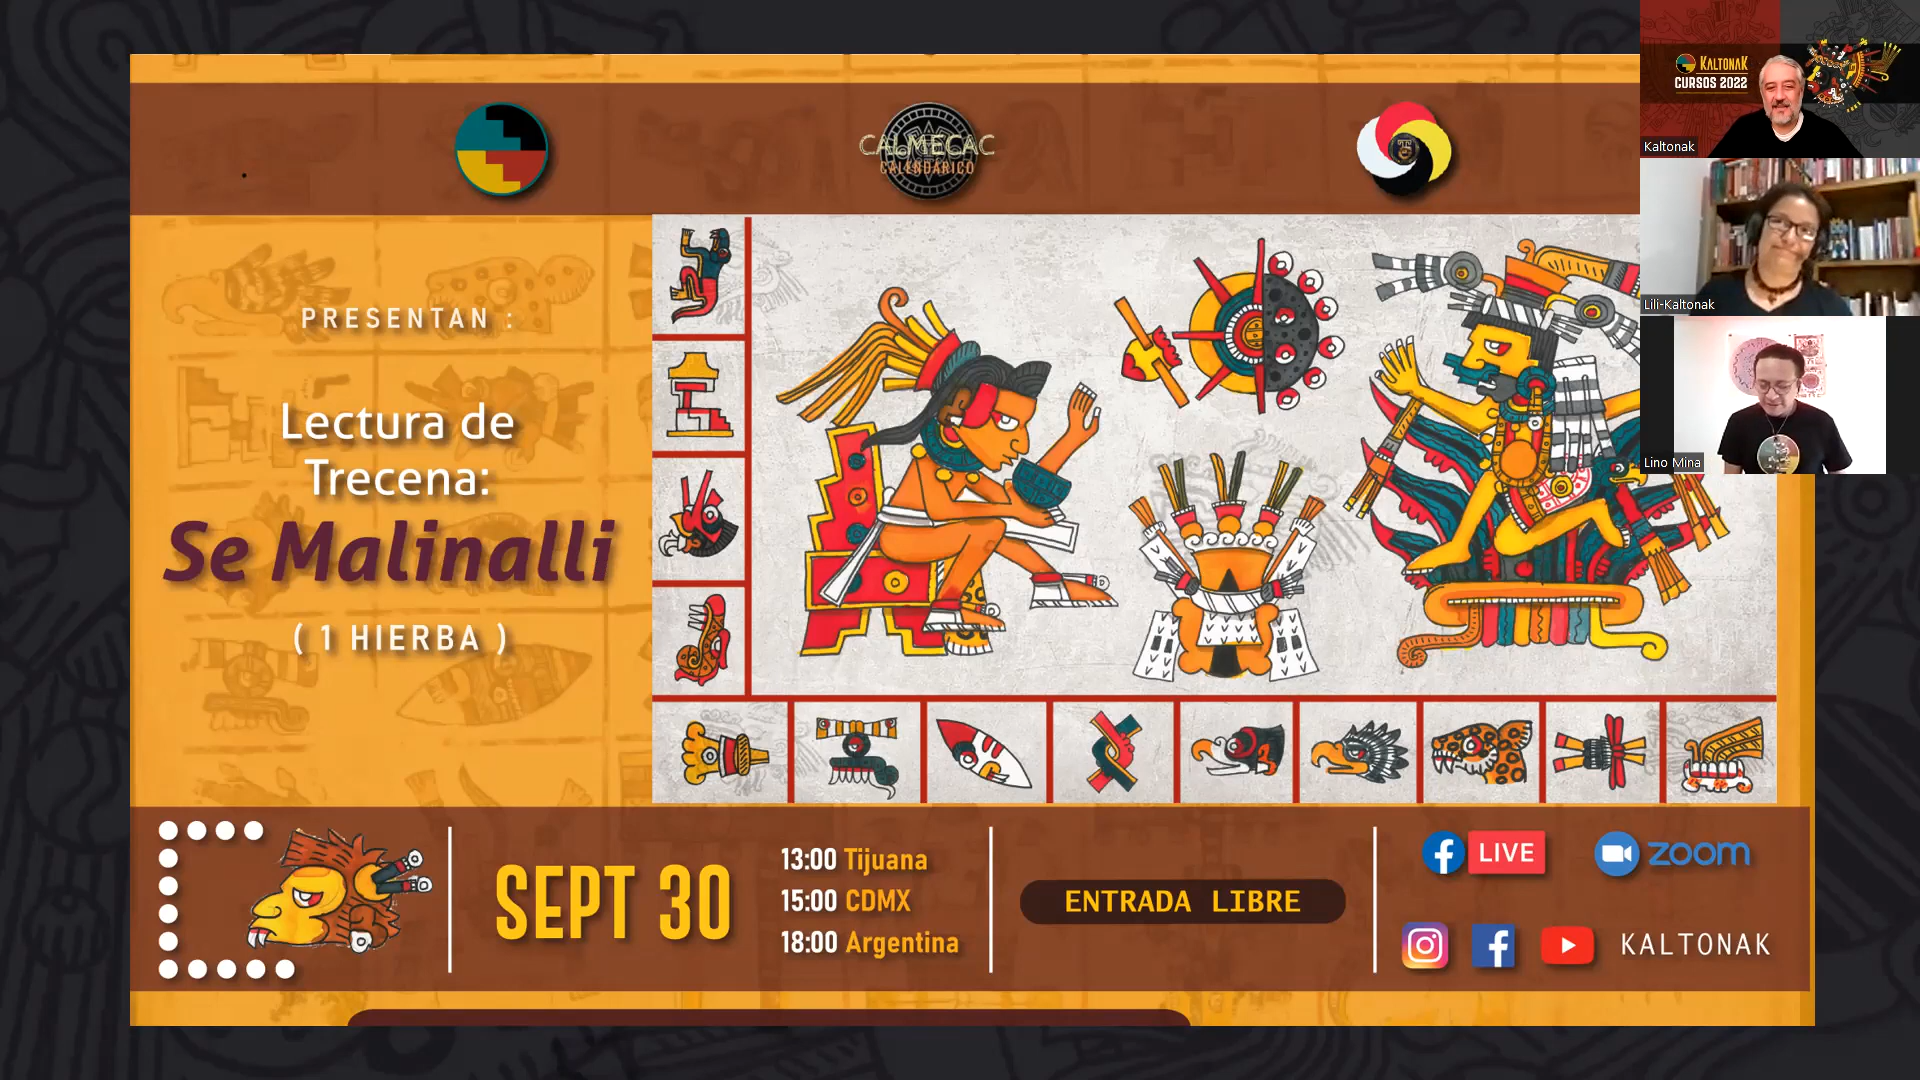 CALMECAC
CALENDARICO
PRESENTAN :
Lectura de
Trecena:
Se Malinalli
( 1 HIERBA )
SEPT 30
13:00 Tijuana
15:00 CDMX
18:00 Argentina
ENTRADA LIBRE
LIVE
zoom
KALTONAK
KALTONAK
CURSOS 2022
Kaltonak
Lili-Kaltonak
Lino Mina